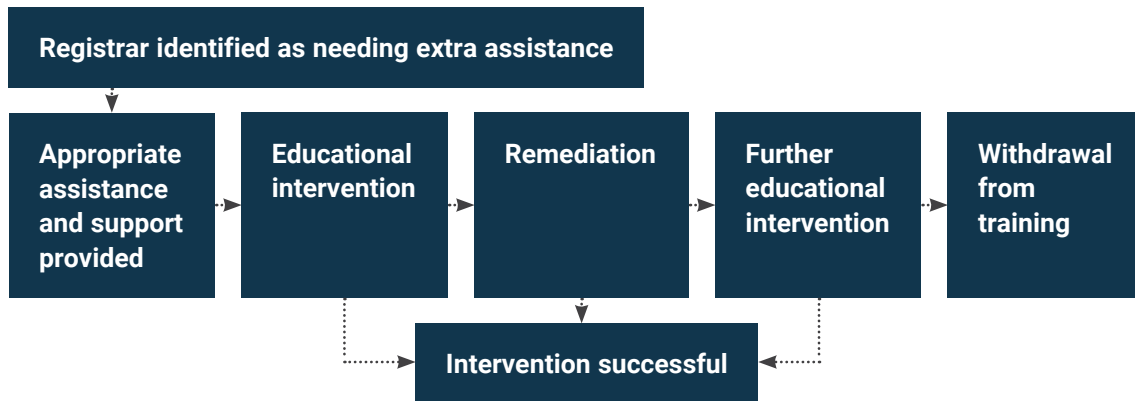 Registrar identified as needing extra assistance
Appropriate
assistance
and support
provided
Educational
intervention
Remediation
Further
educational
intervention
Withdrawal
from
training
Intervention successful